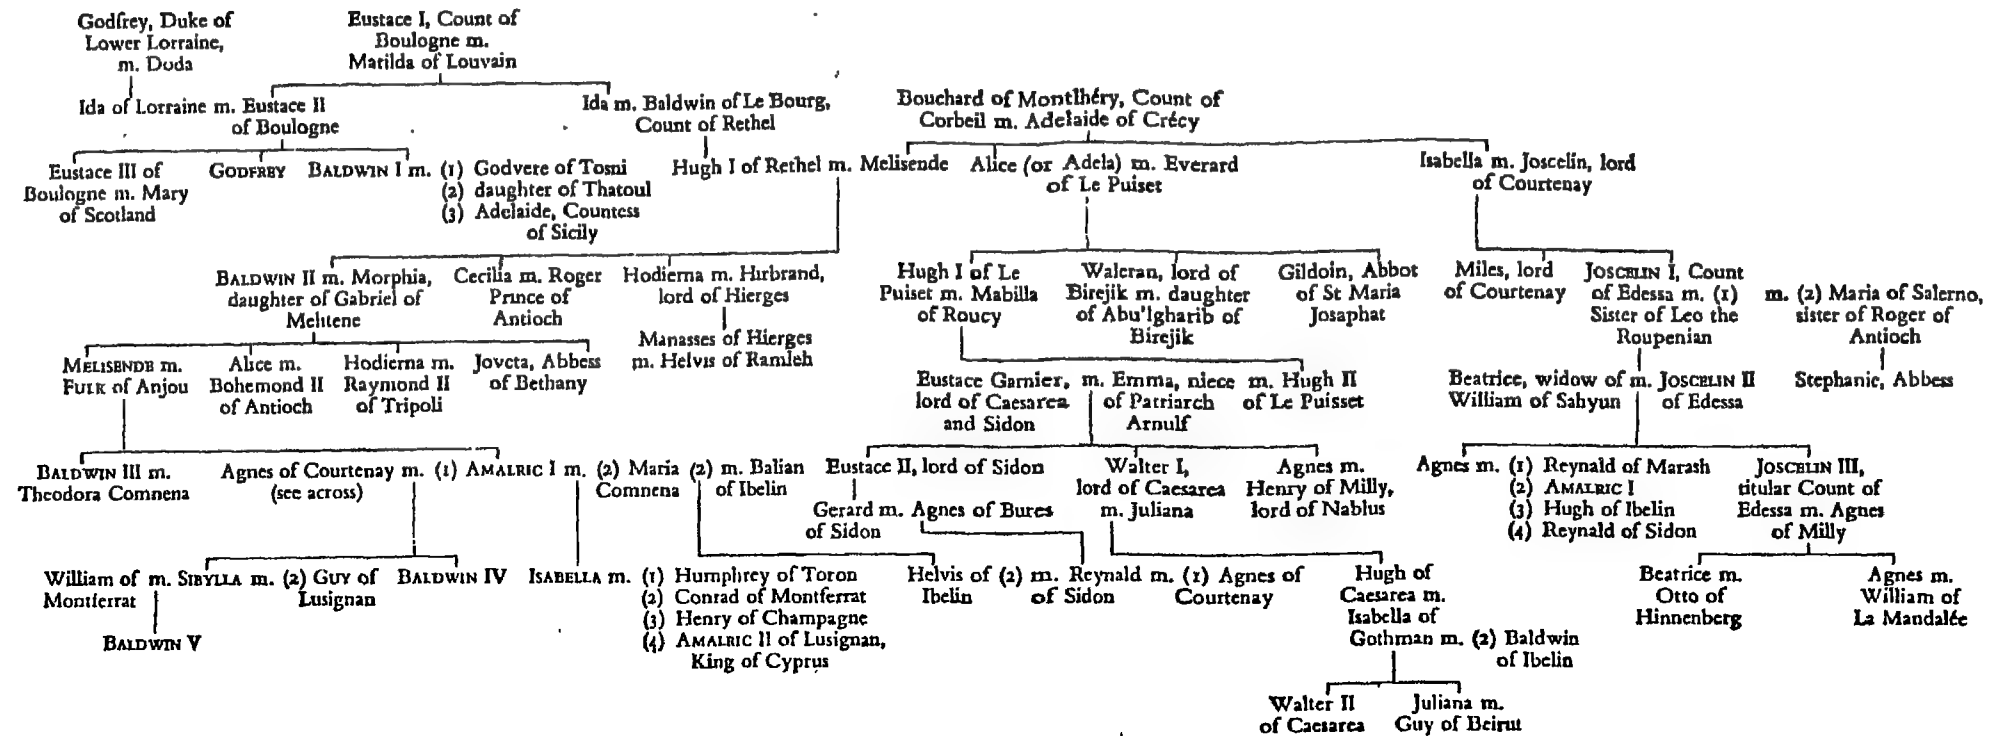 Godfrey, Duke of
Lower Lorraine,
m. Doda
Eustace I, Count of
Boulogne m.
Matilda of Louvain
Ida of Lorraine m. Eustace II
of Boulogne
Ida m. Baldwin of Le Bourg,
Count of Rethel
Bouchard of Montlhéry, Count of
Corbeil m. Adelaide of Crécy
Eustace III of
Boulogne m. Mary
of Scotland
GODFREY
BALDWIN I m. (1) Godvere of Tosni
(2) daughter of Thatoul
(3) Adelaide, Countess
of Sicily
Hugh I of Rethel m. Melisende
Alice (or Adela) m. Everard
of Le Puiset
Isabella m. Joscelin, lord
of Courtenay
BALDWIN II m. Morphia,
daughter of Gabriel of
Melitene
Cecilia m. Roger
Prince of
Antioch
Hodierna m. Hirbrand,
lord of Hierges
Manasses of Hierges
m. Helvis of Ramleh
Hugh I of Le
Puiset m. Mabilla
of Roucy
Waleran, lord of
Birejik m. daughter
of Abu'lgharib of
Birejik
Gildoin, Abbot
of St Maria
Josaphat
Miles, lord
of Courtenay
JOSCELIN I, Count
of Edessa m. (1)
Sister of Leo the
Roupenian
m. (2) Maria of Salerno,
sister of Roger of
Antioch
MELISENDE m.
FULK of Anjou
Alice m.
Bohemond II
of Antioch
Hodierna m.
Raymond II
of Tripoli
Joveta, Abbess
of Bethany
Eustace Garnier,
lord of Caesarea
and Sidon
m. Emma, niece
of Patriarch
Arnulf
m. Hugh II
of Le Puisset
Beatrice, widow of m. JOSCELIN II
William of Sahyun of Edessa
Stephanie, Abbess
BALDWIN III m.
Theodora Comnena
Agnes of Courtenay m. (1) AMALRIC I m. (2) Maria (2) m. Balian
(see across) Comnena of Ibelin
Eustace II, lord of Sidon
Gerard m. Agnes of Bures
of Sidon
Walter I,
lord of Caesarea
m. Juliana
Agnes m.
Henry of Milly,
lord of Nablus
Agnes m. (1) Reynald of Marash
(2) AMALRIC I
(3) Hugh of Ibelin
(4) Reynald of Sidon
JOSCELIN III,
titular Count of
Edessa m. Agnes
of Milly
William of m. SIBYLLA m. (2) GUY of
Montferrat Lusignan
BALDWIN V
BALDWIN IV
ISABELLA m. (1) Humphrey of Toron
(2) Conrad of Montferrat
(3) Henry of Champagne
(4) AMALRIC II of Lusignan,
King of Cyprus
Helvis of (2) m. Reynald m. (1) Agnes of
Ibelin of Sidon Courtenay
Hugh of
Caesarea m.
Isabella of
Gothman m. (2) Baldwin
of Ibelin
Beatrice m.
Otto of
Hinnenberg
Agnes m.
William of
La Mandalée
Walter II
of Caesarea
Juliana m.
Guy of Beirut